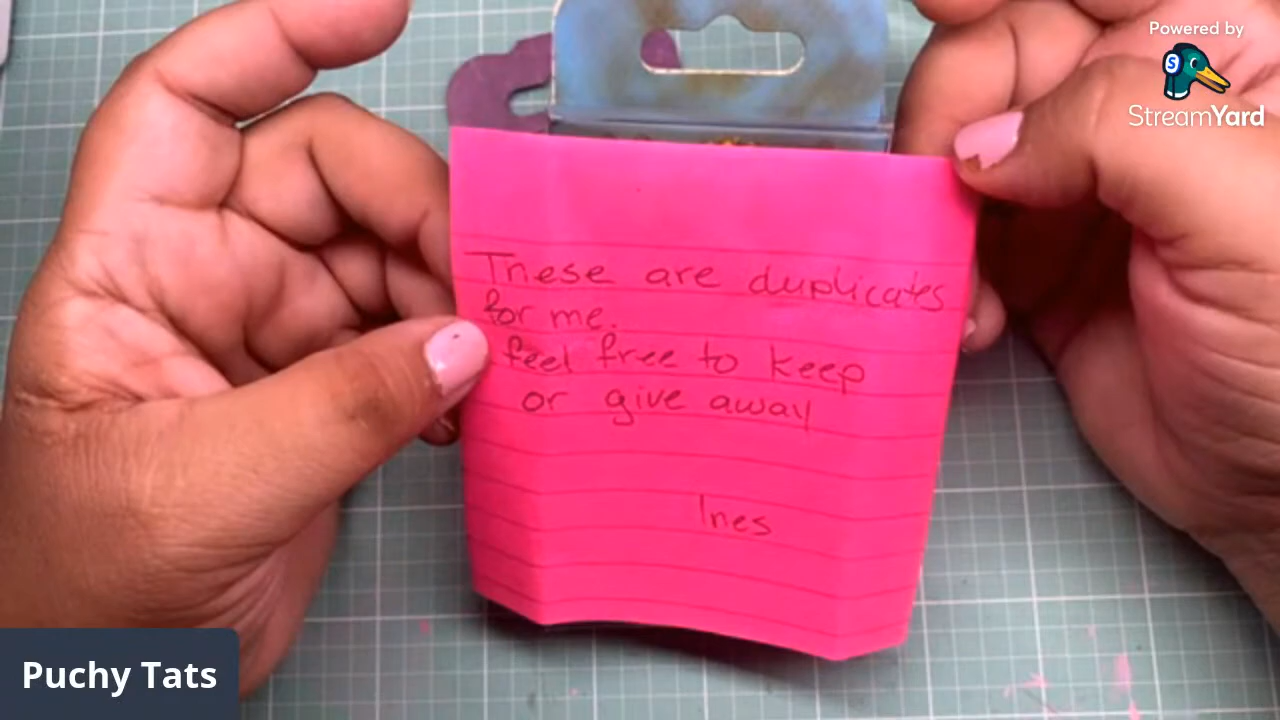 Powered by
StreamYard
These are duplicates
for me.
feel free to keep
or give away
Ines
Puchy Tats